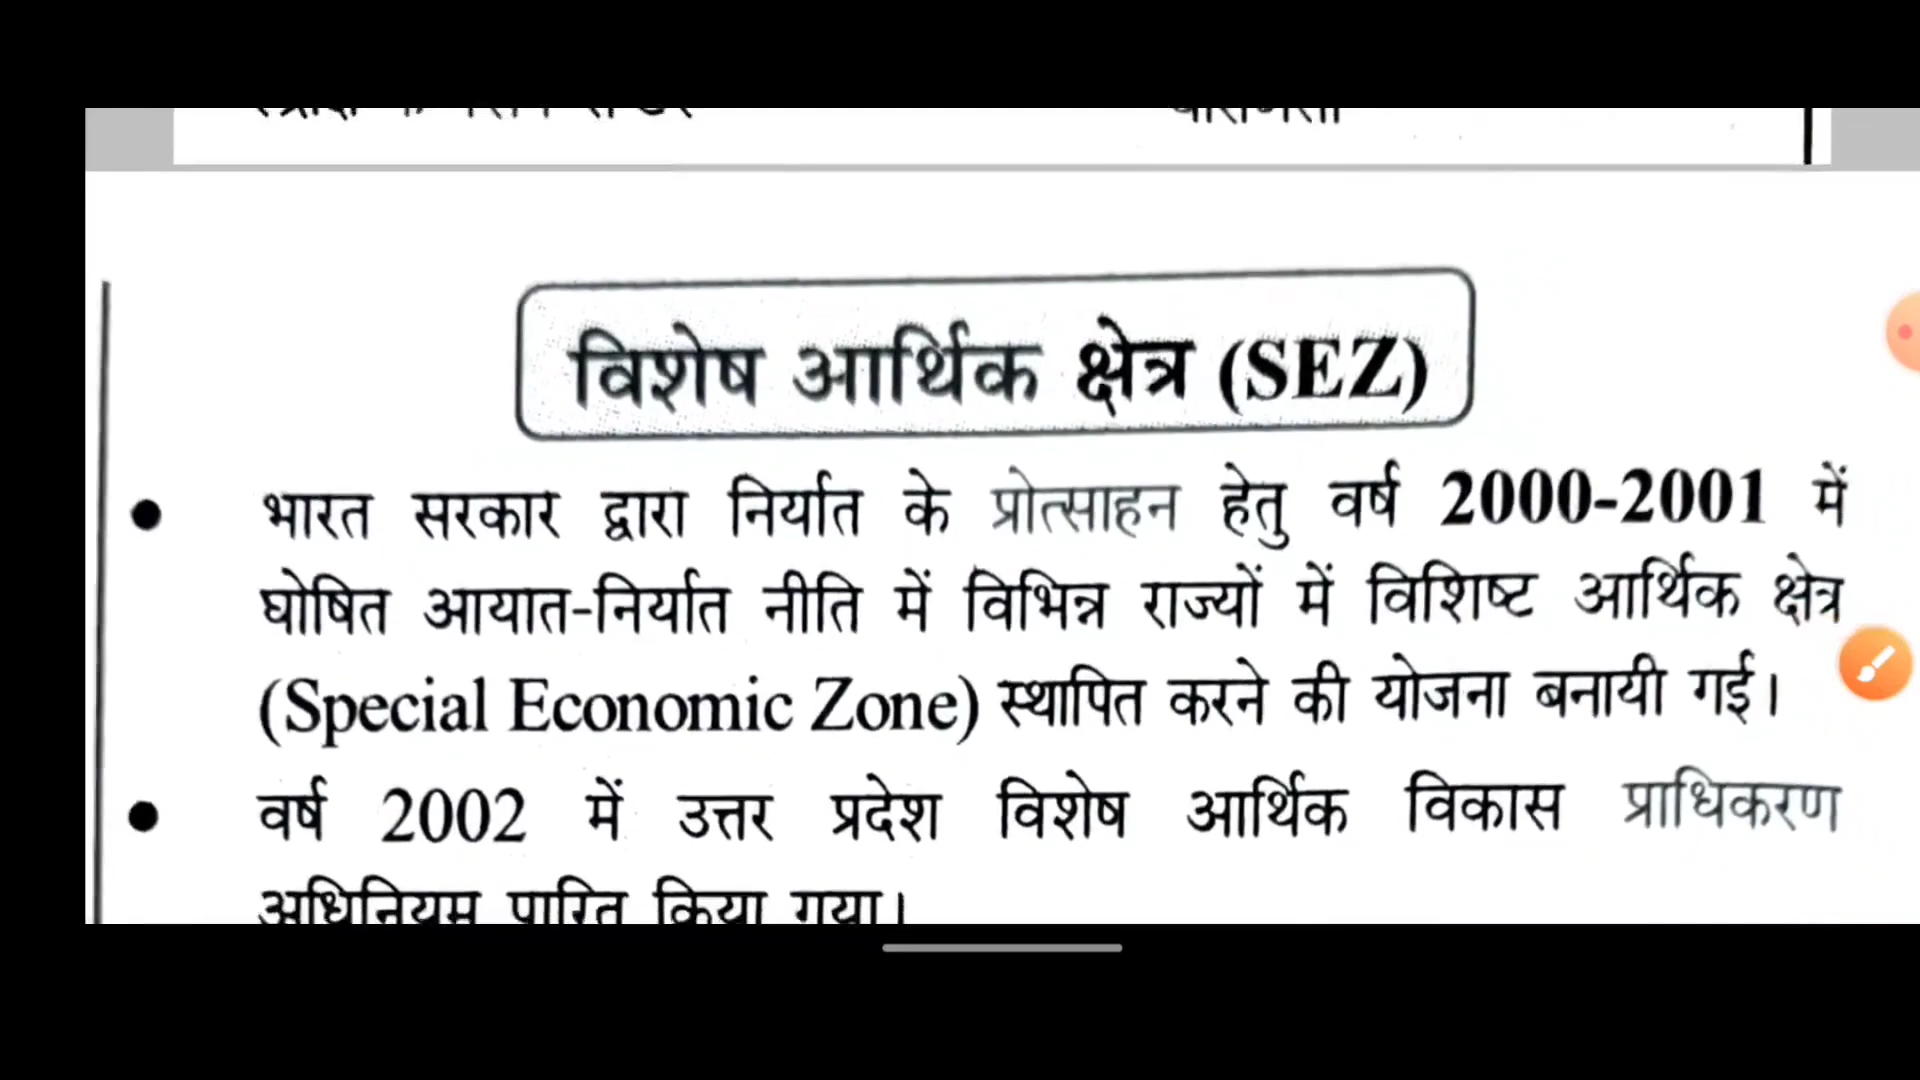 विशेष आर्थिक क्षेत्र (SEZ)
● भारत सरकार द्वारा निर्यात के प्रोत्साहन हेतु वर्ष 2000-2001 में
घोषित आयात-निर्यात नीति में विभिन्न राज्यों में विशिष्ट आर्थिक क्षेत्र
(Special Economic Zone) स्थापित करने की योजना बनायी गई।
● वर्ष 2002 में उत्तर प्रदेश विशेष आर्थिक विकास प्राधिकरण
अधिनियम पारित किया गया।